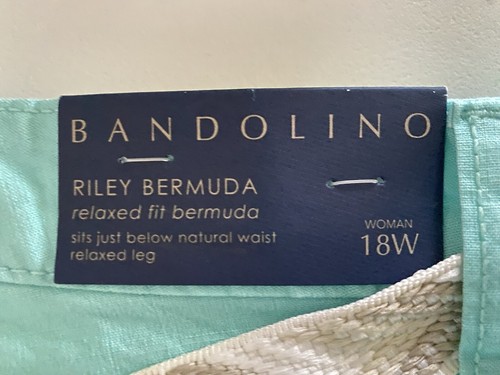 BANDOLINO
RILEY BERMUDA
relaxed fit bermuda
sits just below natural waist
relaxed leg
WOMAN
18W